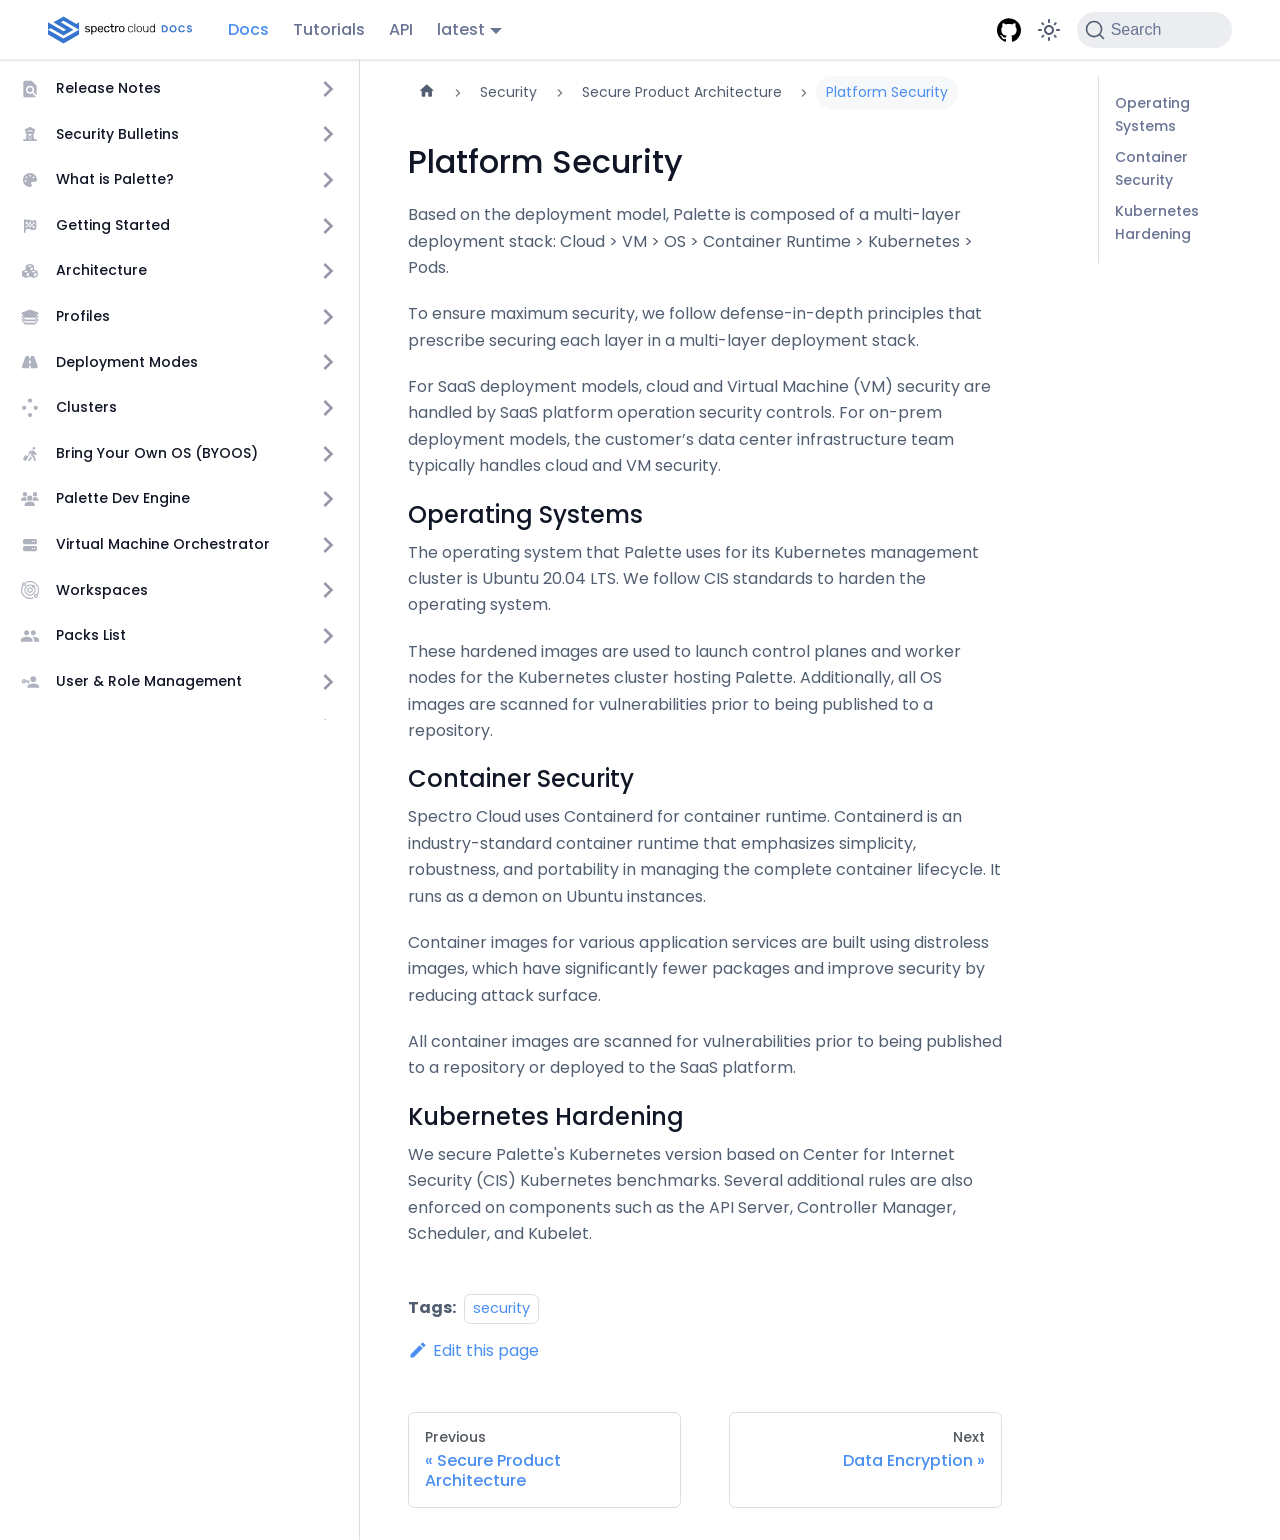 spectro cloud DOCS
Docs
Tutorials
API
latest
Search
Release Notes
Security Bulletins
What is Palette?
Getting Started
Architecture
Profiles
Deployment Modes
Clusters
Bring Your Own OS (BYOOS)
Palette Dev Engine
Virtual Machine Orchestrator
Workspaces
Packs List
User & Role Management
Security
Secure Product Architecture
Platform Security
Platform Security
Based on the deployment model, Palette is composed of a multi-layer
deployment stack: Cloud > VM > OS > Container Runtime > Kubernetes >
Pods.
To ensure maximum security, we follow defense-in-depth principles that
prescribe securing each layer in a multi-layer deployment stack.
For SaaS deployment models, cloud and Virtual Machine (VM) security are
handled by SaaS platform operation security controls. For on-prem
deployment models, the customer’s data center infrastructure team
typically handles cloud and VM security.
Operating Systems
The operating system that Palette uses for its Kubernetes management
cluster is Ubuntu 20.04 LTS. We follow CIS standards to harden the
operating system.
These hardened images are used to launch control planes and worker
nodes for the Kubernetes cluster hosting Palette. Additionally, all OS
images are scanned for vulnerabilities prior to being published to a
repository.
Container Security
Spectro Cloud uses Containerd for container runtime. Containerd is an
industry-standard container runtime that emphasizes simplicity,
robustness, and portability in managing the complete container lifecycle. It
runs as a demon on Ubuntu instances.
Container images for various application services are built using distroless
images, which have significantly fewer packages and improve security by
reducing attack surface.
All container images are scanned for vulnerabilities prior to being published
to a repository or deployed to the SaaS platform.
Kubernetes Hardening
We secure Palette's Kubernetes version based on Center for Internet
Security (CIS) Kubernetes benchmarks. Several additional rules are also
enforced on components such as the API Server, Controller Manager,
Scheduler, and Kubelet.
Tags: security
Edit this page
Previous
« Secure Product
Architecture
Next
Data Encryption »
Operating
Systems
Container
Security
Kubernetes
Hardening